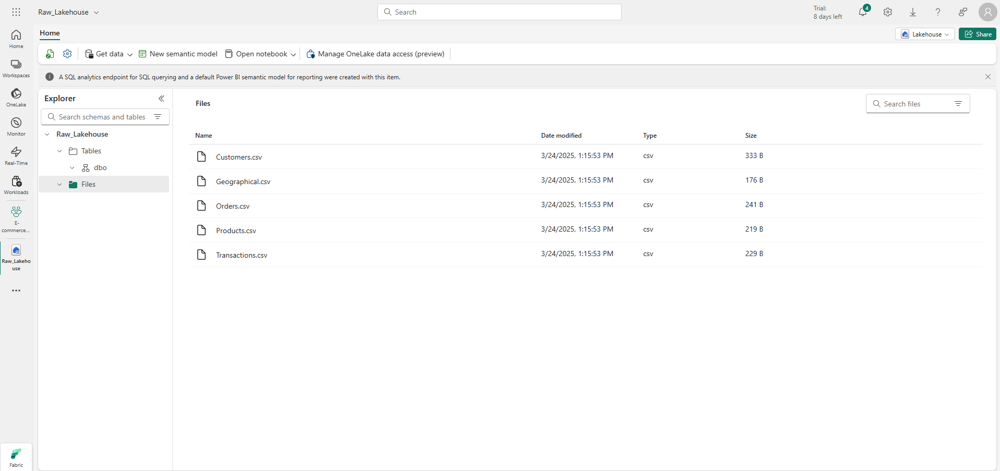 Raw_Lakehouse
Search
Trial:
8 days left
4
Home
Workspaces
OneLake
Monitor
Real-Time
Workloads
E-
commerce...
Raw_Lakeho
use
Fabric
Home
Lakehouse
Share
Get data
New semantic model
Open notebook
Manage OneLake data access (preview)
A SQL analytics endpoint for SQL querying and a default Power BI semantic model for reporting were created with this item.
Explorer
Search schemas and tables
Raw_Lakehouse
Tables
dbo
Files
Files
Search files
Name Date modified Type Size
Customers.csv 3/24/2025, 1:15:53 PM csv 333 B
Geographical.csv 3/24/2025, 1:15:53 PM csv 176 B
Orders.csv 3/24/2025, 1:15:53 PM csv 241 B
Products.csv 3/24/2025, 1:15:53 PM csv 219 B
Transactions.csv 3/24/2025, 1:15:53 PM csv 229 B